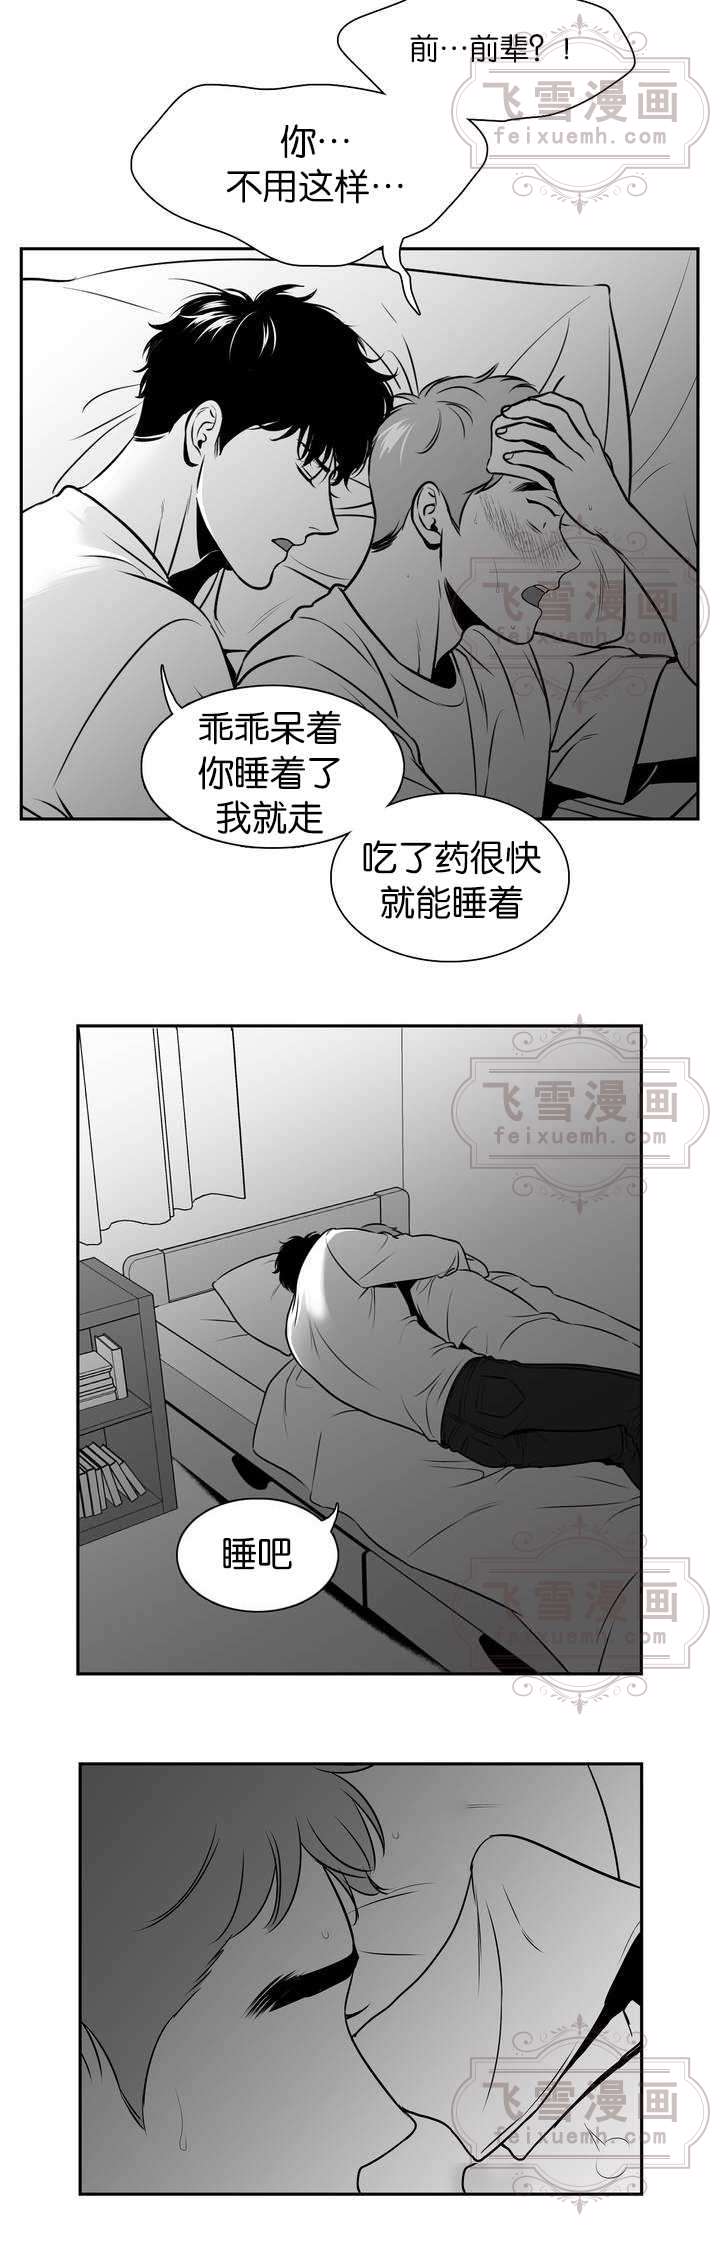 前…前辈？！
你…
不用这样…
乖乖呆着
你睡着了
我就走
吃了药很快
就能睡着
睡吧
飞雪漫画
feixuemh.com
飞雪漫画
feixuemh.com
飞雪漫画
feixuemh.com
飞雪漫画
feixuemh.com
飞雪漫画
feixuemh.com